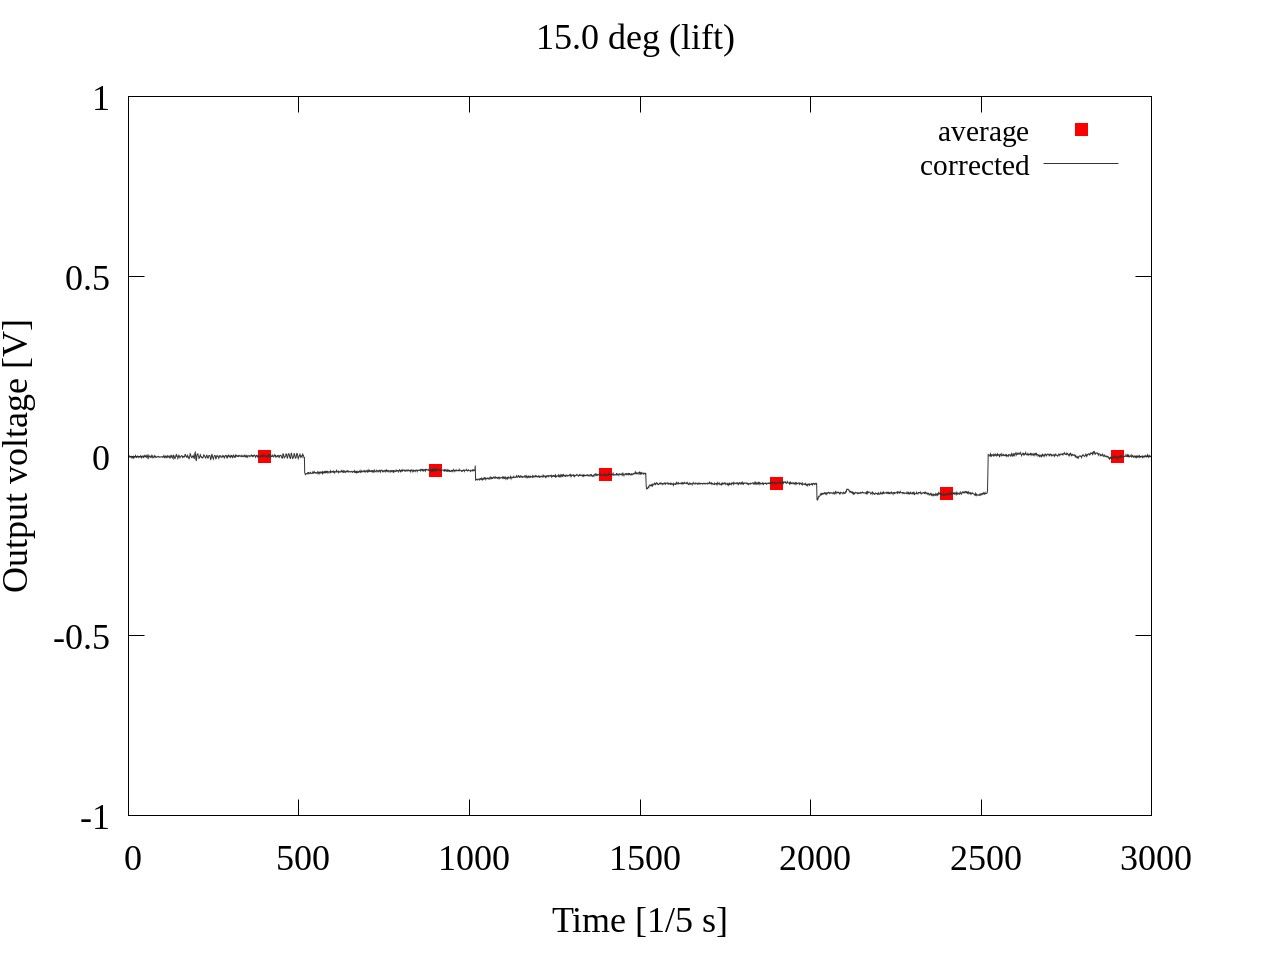 15.0 deg (lift)
1
0.5
0
-0.5
-1
Output voltage [V]
average
corrected
0 500 1000 1500 2000 2500 3000
Time [1/5 s]